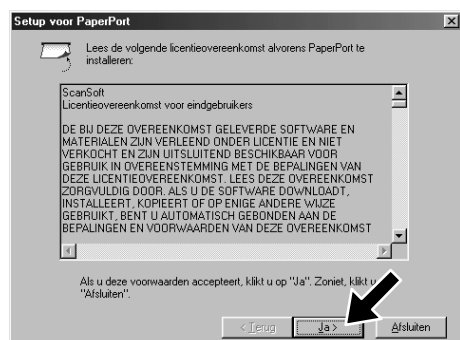 Setup voor PaperPort
Lees de volgende licentieovereenkomst alvorens PaperPort te
installeren:
ScanSoft
Licentieovereenkomst voor eindgebruikers
DE BIJ DEZE OVEREENKOMST GELEVERDE SOFTWARE EN
MATERIALEN ZIJN VERLEEND ONDER LICENTIE EN NIET
VERKOCHT EN ZIJN UITSLUITEND BESCHIKBAAR VOOR
GEBRUIK IN OVEREENSTEMMING MET DE BEPALINGEN VAN
DEZE LICENTIEOVEREENKOMST. LEES DEZE OVEREENKOMST
ZORGVULDIG DOOR. ALS U DE SOFTWARE DOWNLOADT,
INSTALLEERT, KOPIEERT OF OP ENIGE ANDERE WIJZE
GEBRUIKT, BENT U AUTOMATISCH GEBONDEN AAN DE
BEPALINGEN EN VOORWAARDEN VAN DEZE OVEREENKOMST
Als u deze voorwaarden accepteert, klikt u op "Ja". Zoniet, klikt u
"Afsluiten".
< Terug
Ja >
Afsluiten